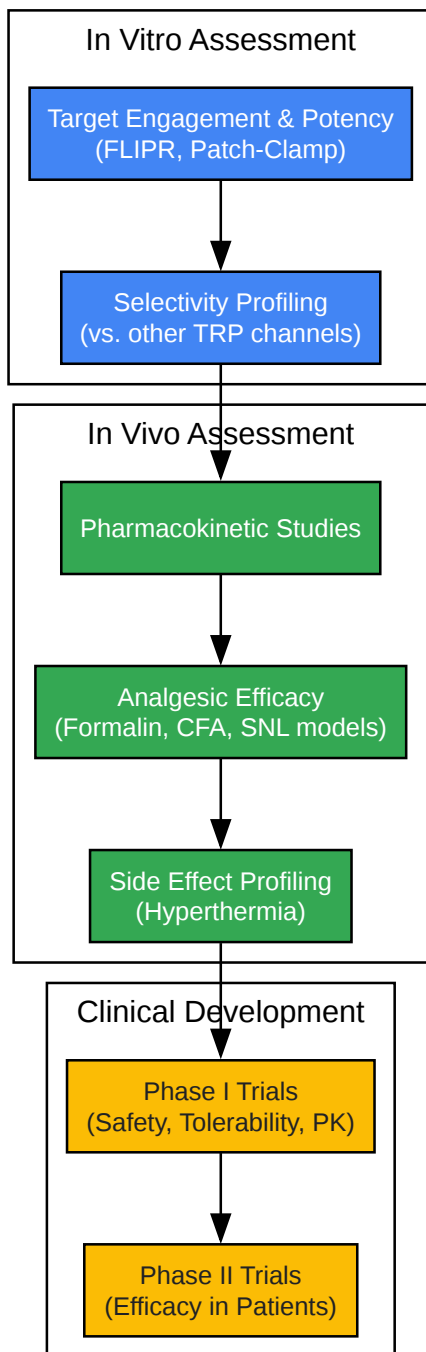 In Vitro Assessment
Target Engagement & Potency
(FLIPR, Patch-Clamp)
Selectivity Profiling
(vs. other TRP channels)
In Vivo Assessment
Pharmacokinetic Studies
Analgesic Efficacy
(Formalin, CFA, SNL models)
Side Effect Profiling
(Hyperthermia)
Clinical Development
Phase I Trials
(Safety, Tolerability, PK)
Phase II Trials
(Efficacy in Patients)